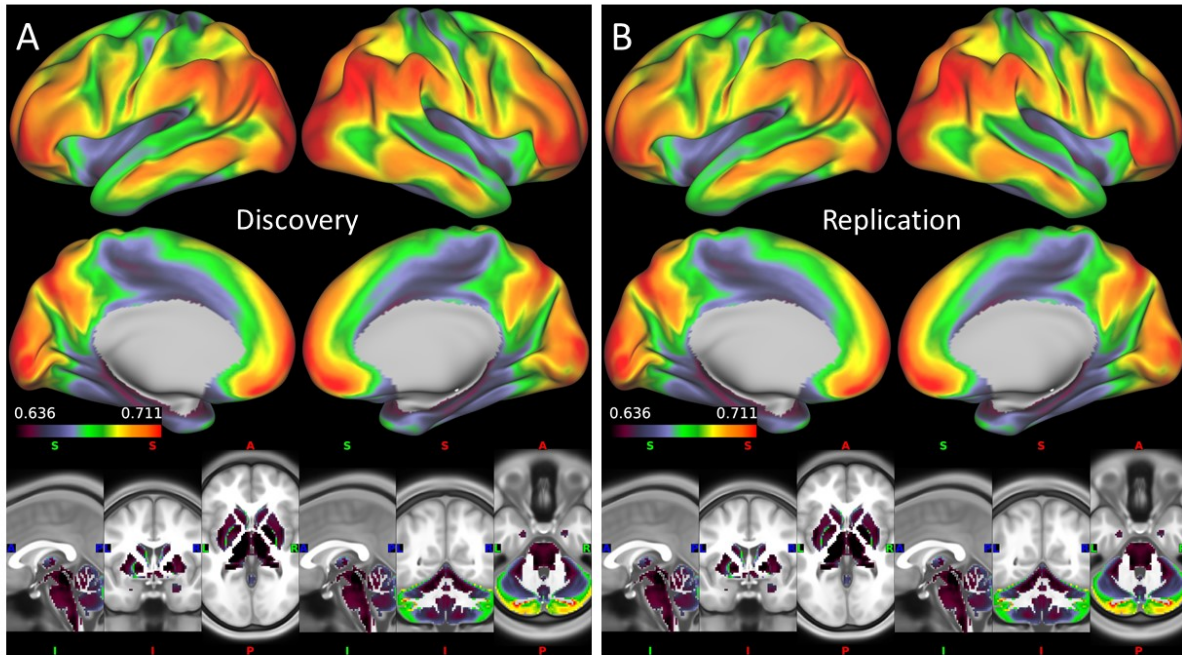 A
B
Discovery
Replication
0.636 0.711
0.636 0.711
S S A S S A
S S A S S A
L R R
L R
I I P I I P
I I P I I P